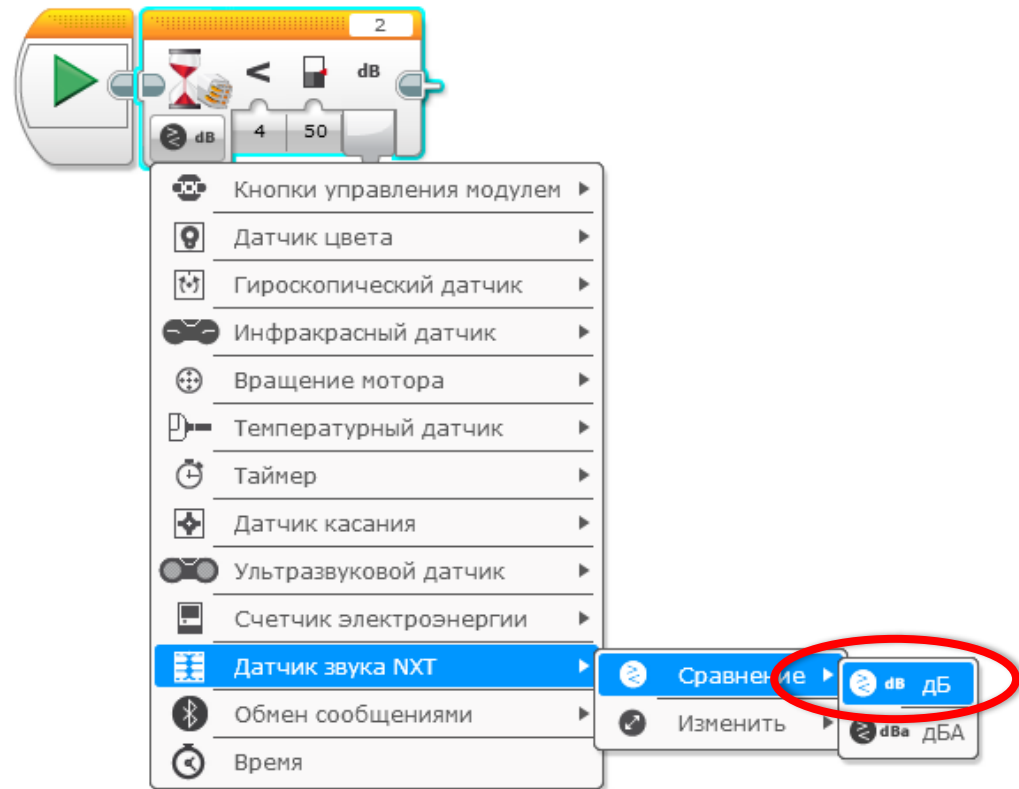 2
< dB
dB 4 50
Кнопки управления модулем
Датчик цвета
Гироскопический датчик
Инфракрасный датчик
Вращение мотора
Температурный датчик
Таймер
Датчик касания
Ультразвуковой датчик
Счетчик электроэнергии
Датчик звука NXT
Обмен сообщениями
Время
Сравнение
Изменить
dB дБ
dBa дБА